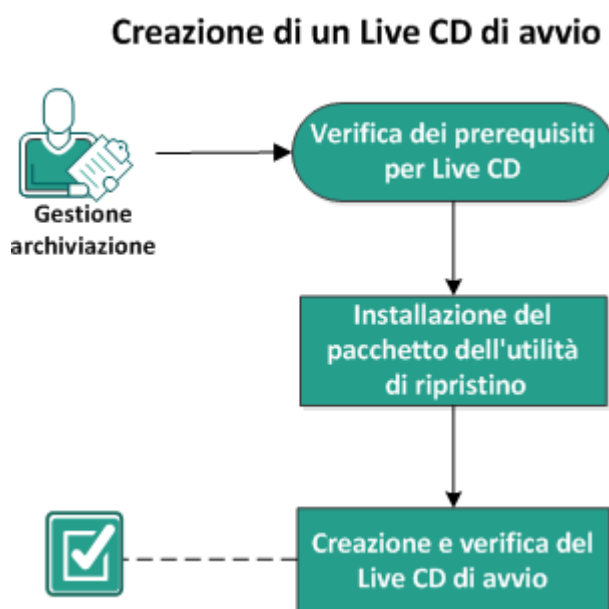 Creazione di un Live CD di avvio
Verifica dei prerequisiti
per Live CD
Gestione
archiviazione
Installazione del
pacchetto dell'utilità
di ripristino
Creazione e verifica del
Live CD di avvio